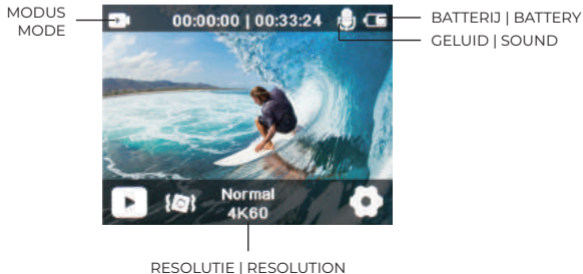 MODUS
MODE
00:00:00 | 00:33:24
BATTERIJ | BATTERY
GELUID | SOUND
Normal
4K60
RESOLUTIE | RESOLUTION